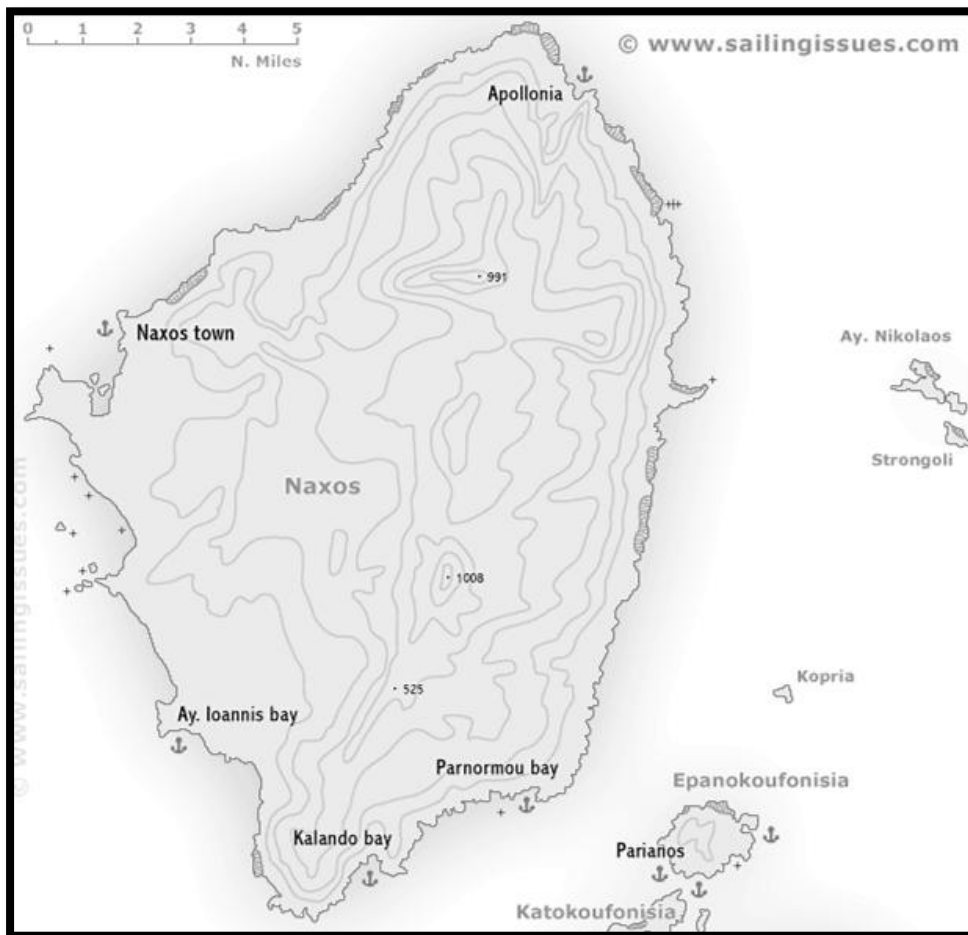 0 1 2 3 4 5
N. Miles
© www.sailingissues.com
Apollonia
991
Naxos town
Ay. Nikolaos
Strongoli
Naxos
© www.sailingissues.com
1008
Kopria
525
Ay. Ioannis bay
Parnormou bay
Epanokoufonisia
Kalando bay
Parianos
Katokoufonisia